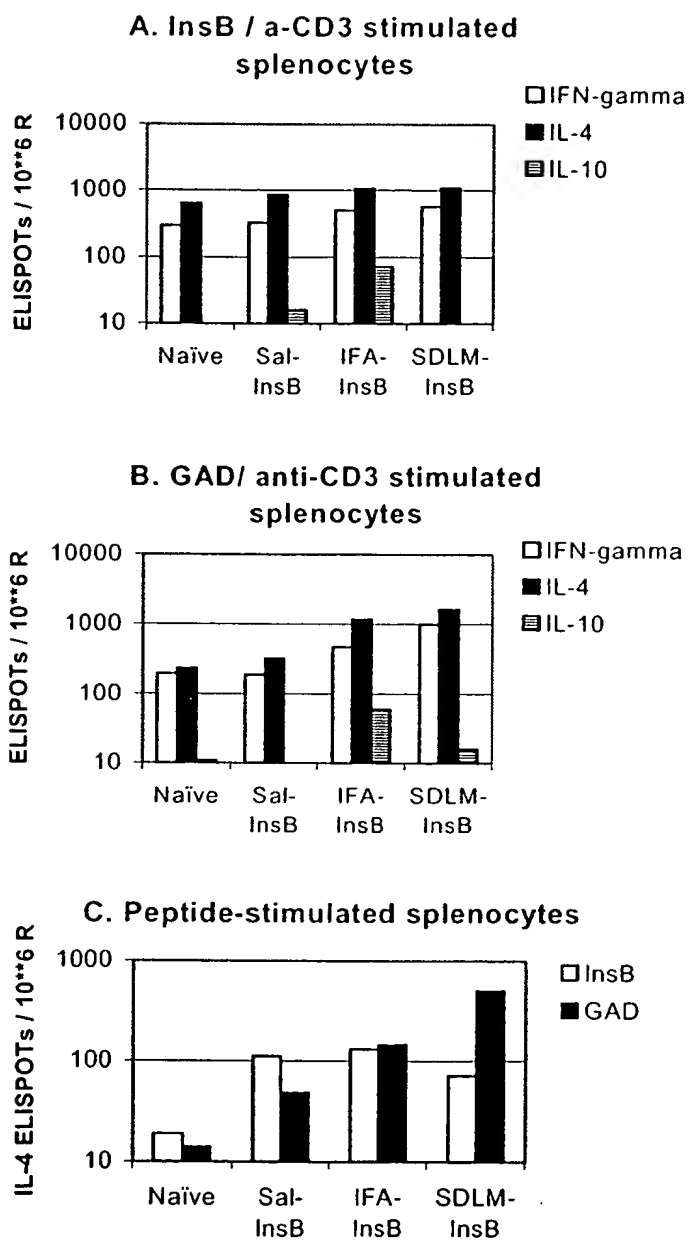 A. InsB / a-CD3 stimulated
splenocytes
IFN-gamma
IL-4
IL-10
ELISPOTs / 10**6 R
10000
1000
100
10
Naïve
Sal-
InsB
IFA-
InsB
SDLM-
InsB
B. GAD/ anti-CD3 stimulated
splenocytes
IFN-gamma
IL-4
IL-10
ELISPOTs / 10**6 R
10000
1000
100
10
Naïve
Sal-
InsB
IFA-
InsB
SDLM-
InsB
C. Peptide-stimulated splenocytes
InsB
GAD
IL-4 ELISPOTs / 10**6 R
1000
100
10
Naïve
Sal-
InsB
IFA-
InsB
SDLM-
InsB